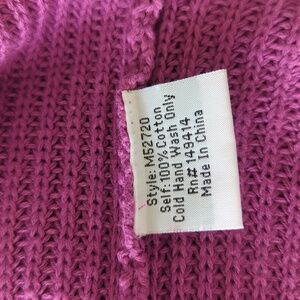 Style: M52720
Self: 100% Cotton
Cold Hand Wash Only
Rn# 149414
Made In China